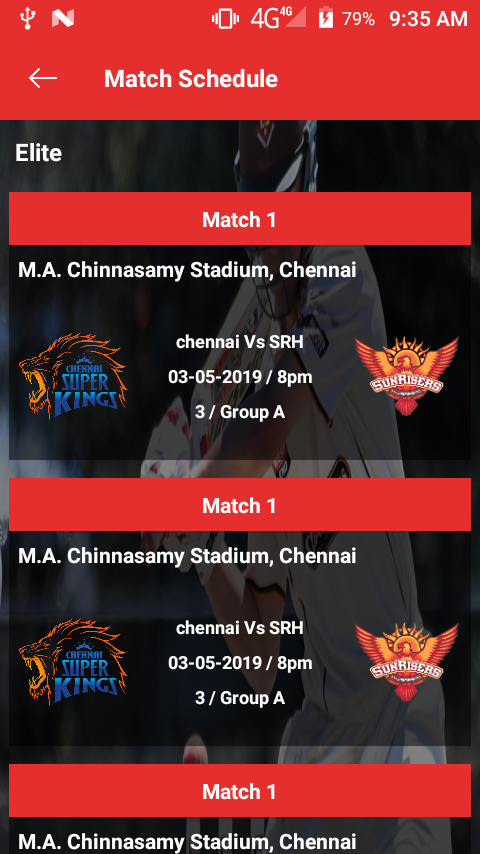 4G 4G 79% 9:35 AM
Match Schedule
Elite
Match 1
M.A. Chinnasamy Stadium, Chennai
chennai Vs SRH
03-05-2019 / 8pm
3 / Group A
CHENNAI
SUPER
KINGS
SUNRISERS
Match 1
M.A. Chinnasamy Stadium, Chennai
chennai Vs SRH
03-05-2019 / 8pm
3 / Group A
CHENNAI
SUPER
KINGS
SUNRISERS
Match 1
M.A. Chinnasamy Stadium, Chennai